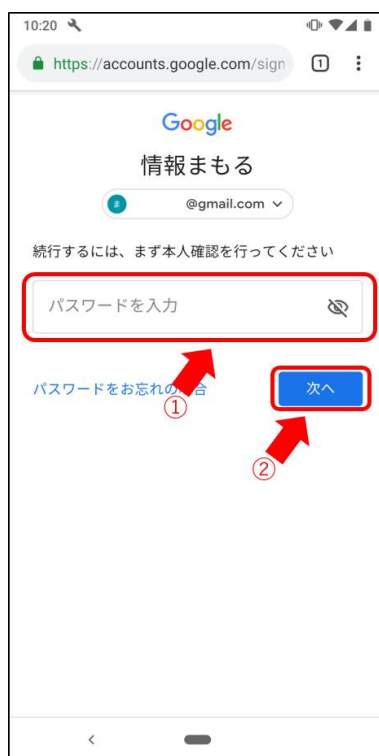 10:20
https://accounts.google.com/sign
1
Google
情報まもる
ま @gmail.com
続行するには、まず本人確認を行ってください
パスワードを入力
パスワードをお忘れの場合
次へ
①
②